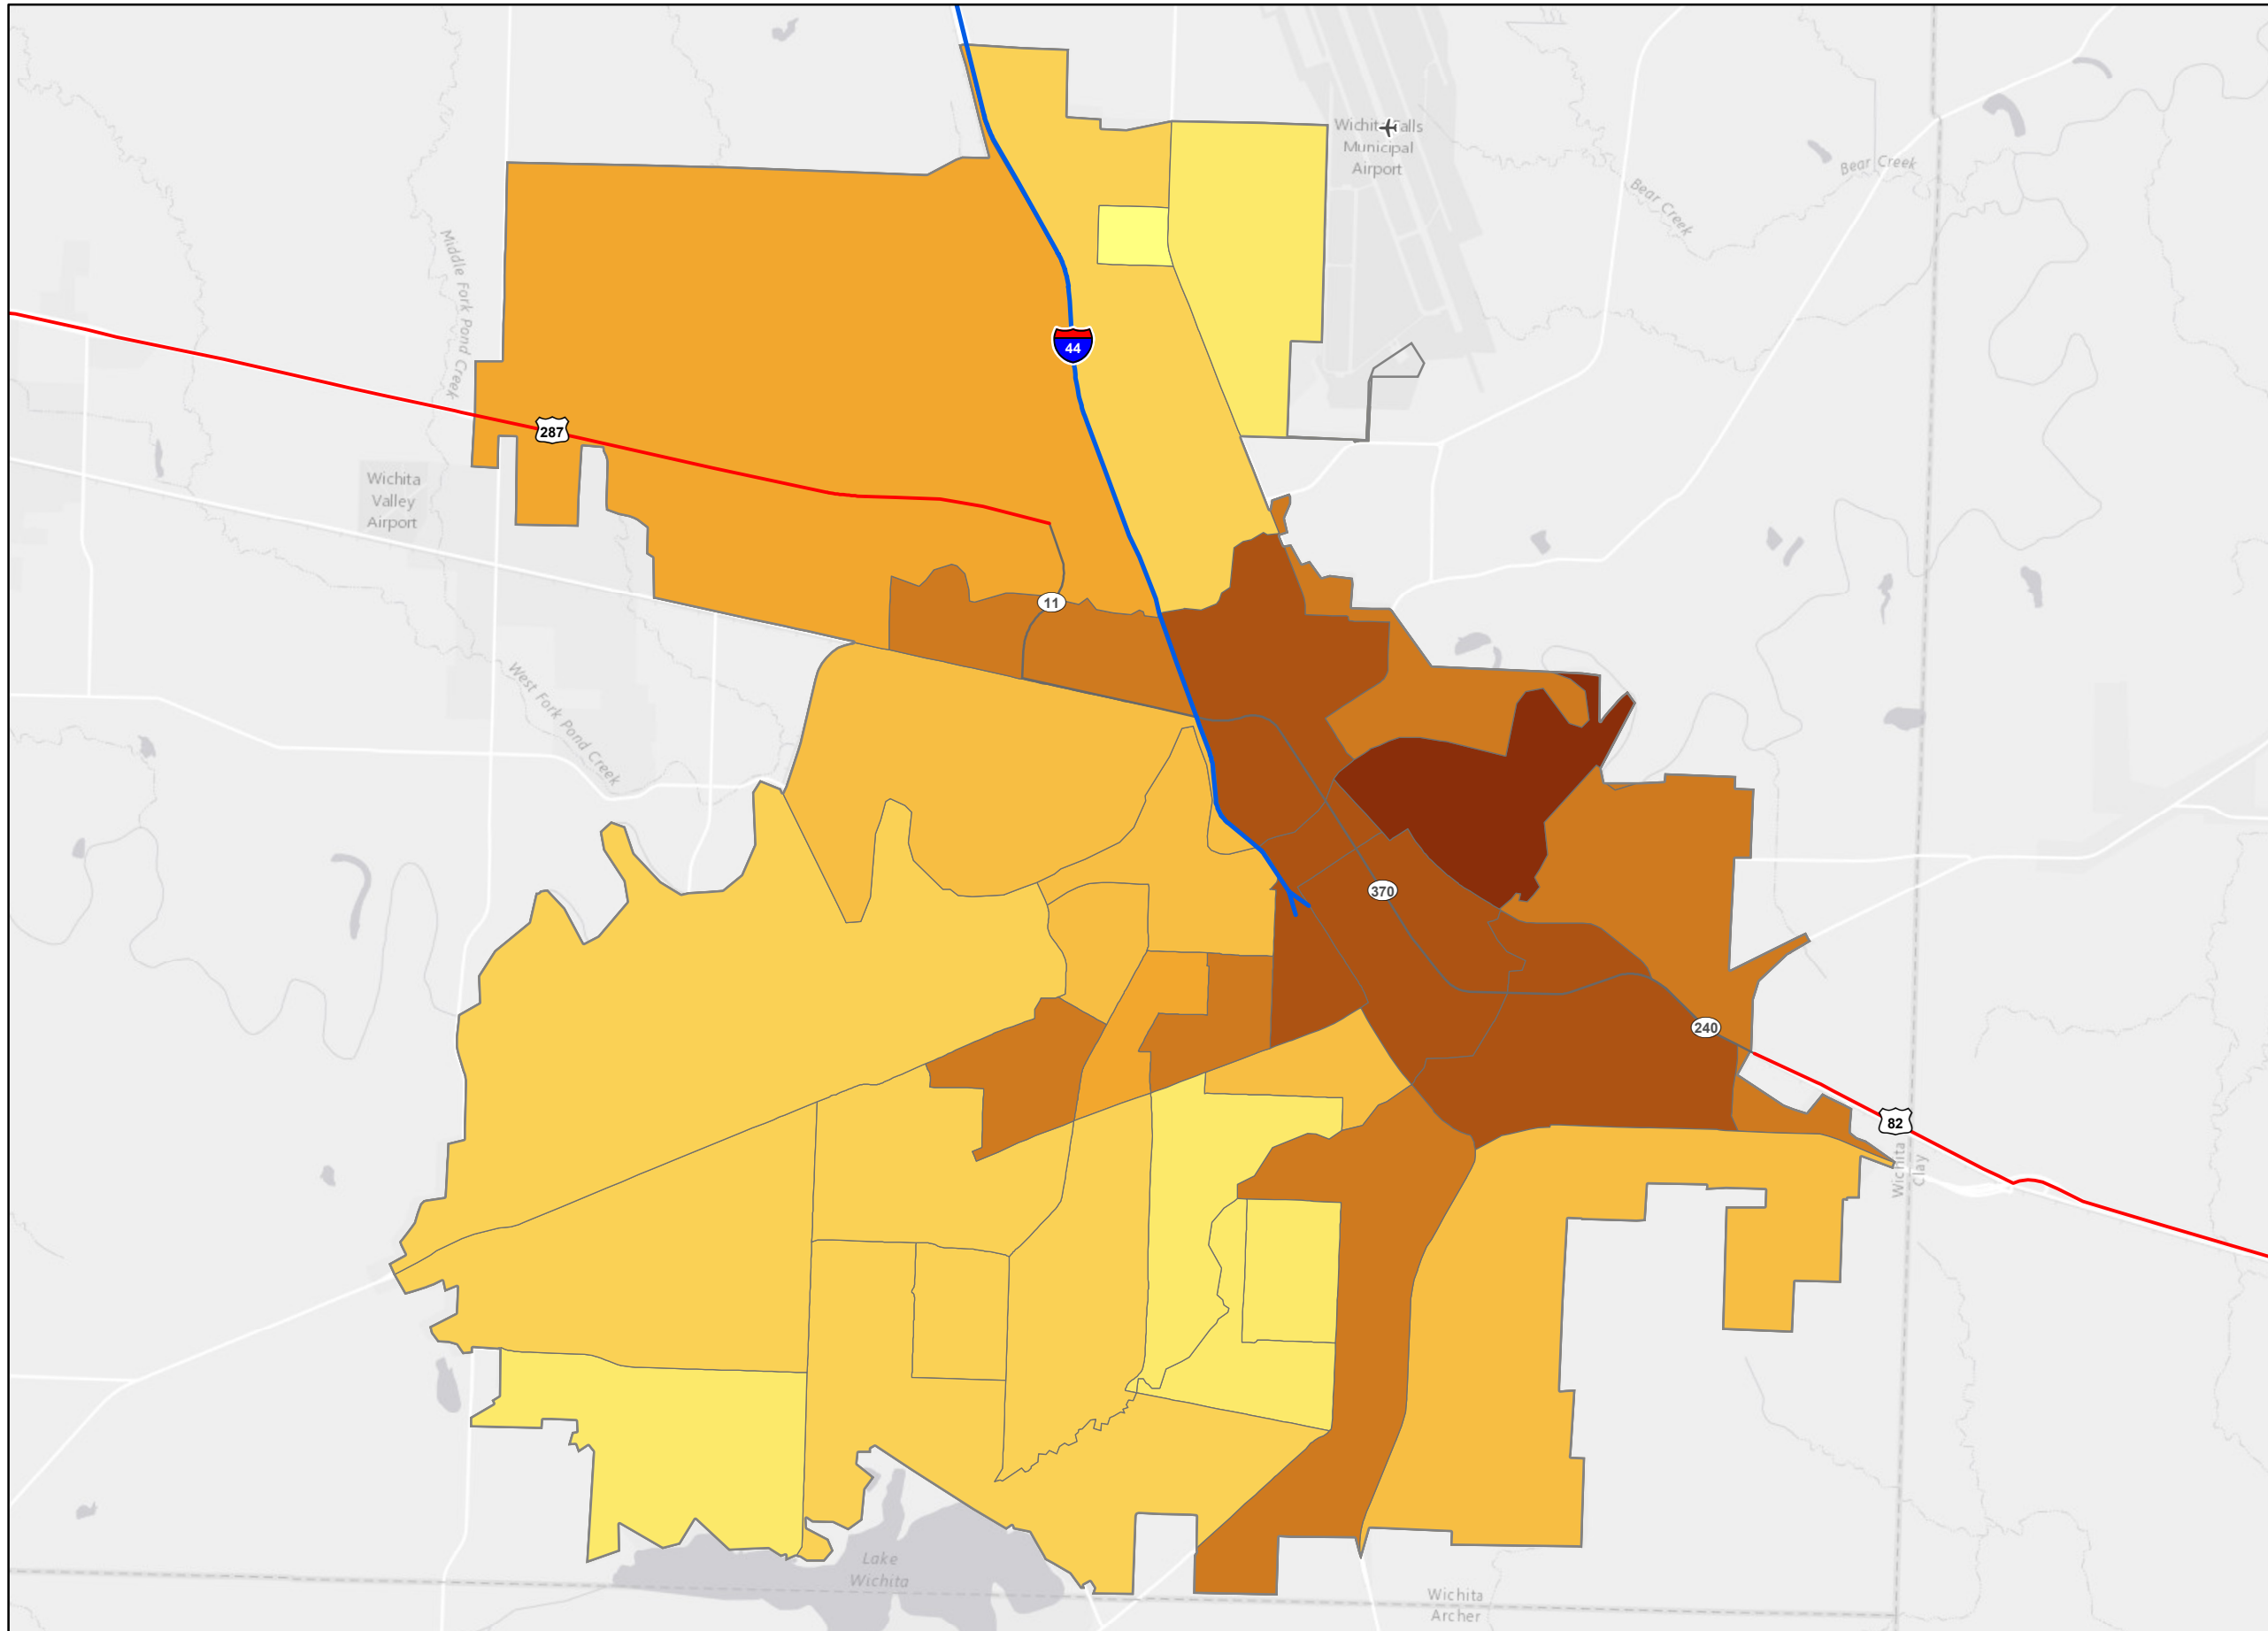 Wichita Falls
Municipal
Airport
Bear Creek
Bear Creek
Middle Fork Pond Creek
44
287
Wichita
Valley
Airport
11
West Fork Pond Creek
370
240
82
Wichita
Clay
Lake
Wichita
Wichita
Archer